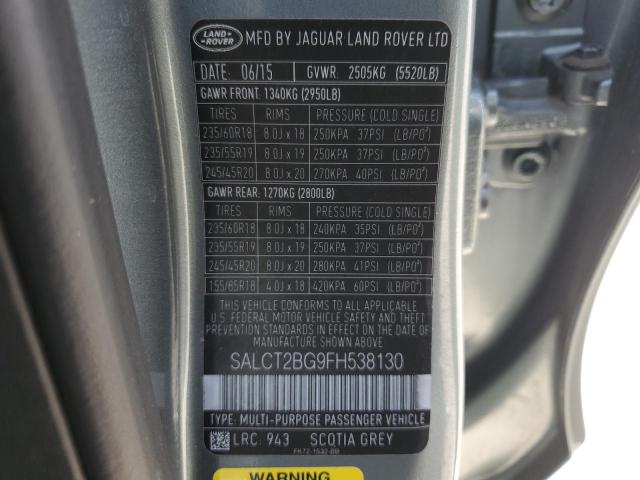 LAND ROVER MFD BY JAGUAR LAND ROVER LTD
DATE: 06/15 GVWR: 2505KG (5520LB)
GAWR FRONT: 1340KG (2950LB)
TIRES RIMS PRESSURE (COLD SINGLE)
235/60R18 8.0J x 18 250KPA 37PSI (LB/PO²)
235/55R19 8.0J x 19 250KPA 37PSI (LB/PO²)
245/45R20 8.0J x 20 270KPA 40PSI (LB/PO²)
GAWR REAR: 1270KG (2800LB)
TIRES RIMS PRESSURE (COLD SINGLE)
235/60R18 8.0J x 18 240KPA 35PSI (LB/PO²)
235/55R19 8.0J x 19 250KPA 37PSI (LB/PO²)
245/45R20 8.0J x 20 280KPA 41PSI (LB/PO²)
155/85R18 4.0J x 18 420KPA 60PSI (LB/PO²)
THIS VEHICLE CONFORMS TO ALL APPLICABLE
U.S FEDERAL MOTOR VEHICLE SAFETY AND THEFT
PREVENTION STANDARDS IN EFFECT ON THE DATE
OF MANUFACTURE SHOWN ABOVE
SALCT2BG9FH538130
TYPE: MULTI-PURPOSE PASSENGER VEHICLE
LRC: 943 SCOTIA GREY
FK72-1532-BB
WARNING